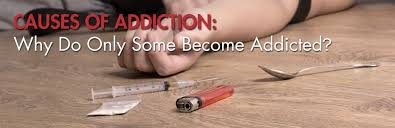 CAUSES OF ADDICTION:
Why Do Only Some Become Addicted?